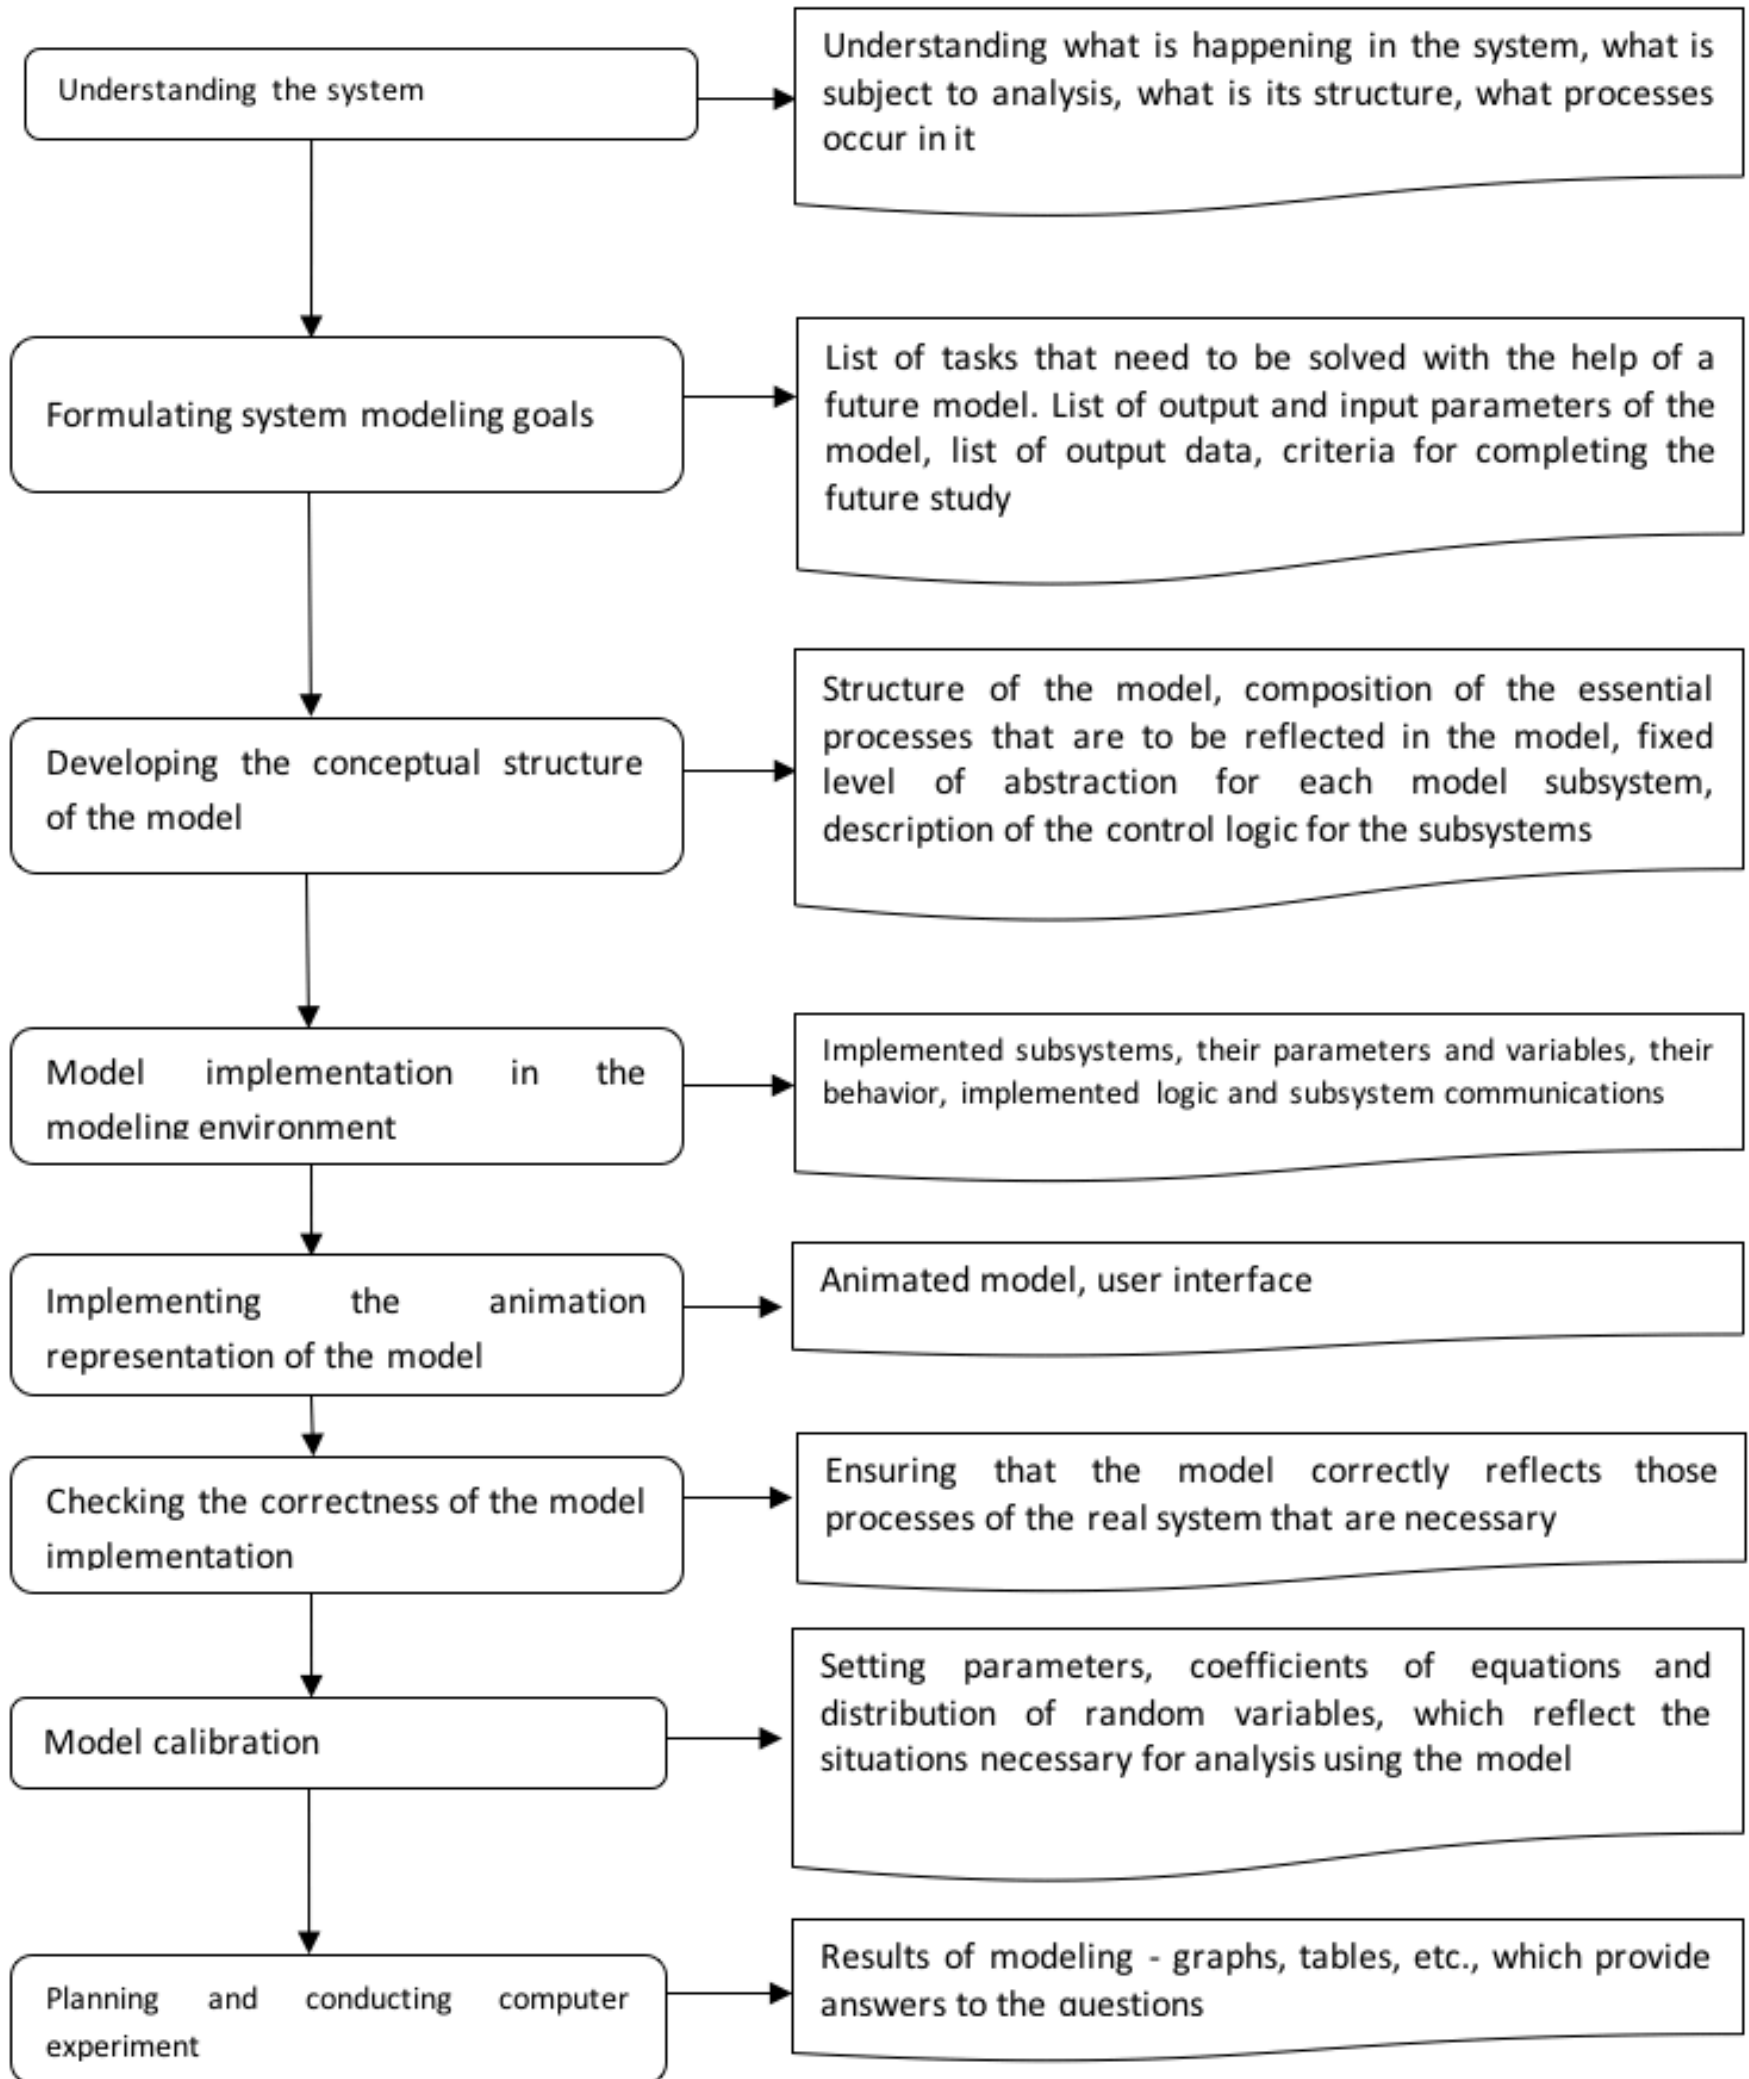 Understanding the system
Understanding what is happening in the system, what is
subject to analysis, what is its structure, what processes
occur in it
Formulating system modeling goals
List of tasks that need to be solved with the help of a
future model. List of output and input parameters of the
model, list of output data, criteria for completing the
future study
Developing the conceptual structure
of the model
Structure of the model, composition of the essential
processes that are to be reflected in the model, fixed
level of abstraction for each model subsystem,
description of the control logic for the subsystems
Model implementation in the
modeling environment
Implemented subsystems, their parameters and variables, their
behavior, implemented logic and subsystem communications
Implementing the animation
representation of the model
Animated model, user interface
Checking the correctness of the model
implementation
Ensuring that the model correctly reflects those
processes of the real system that are necessary
Model calibration
Setting parameters, coefficients of equations and
distribution of random variables, which reflect the
situations necessary for analysis using the model
Planning and conducting computer
experiment
Results of modeling - graphs, tables, etc., which provide
answers to the questions